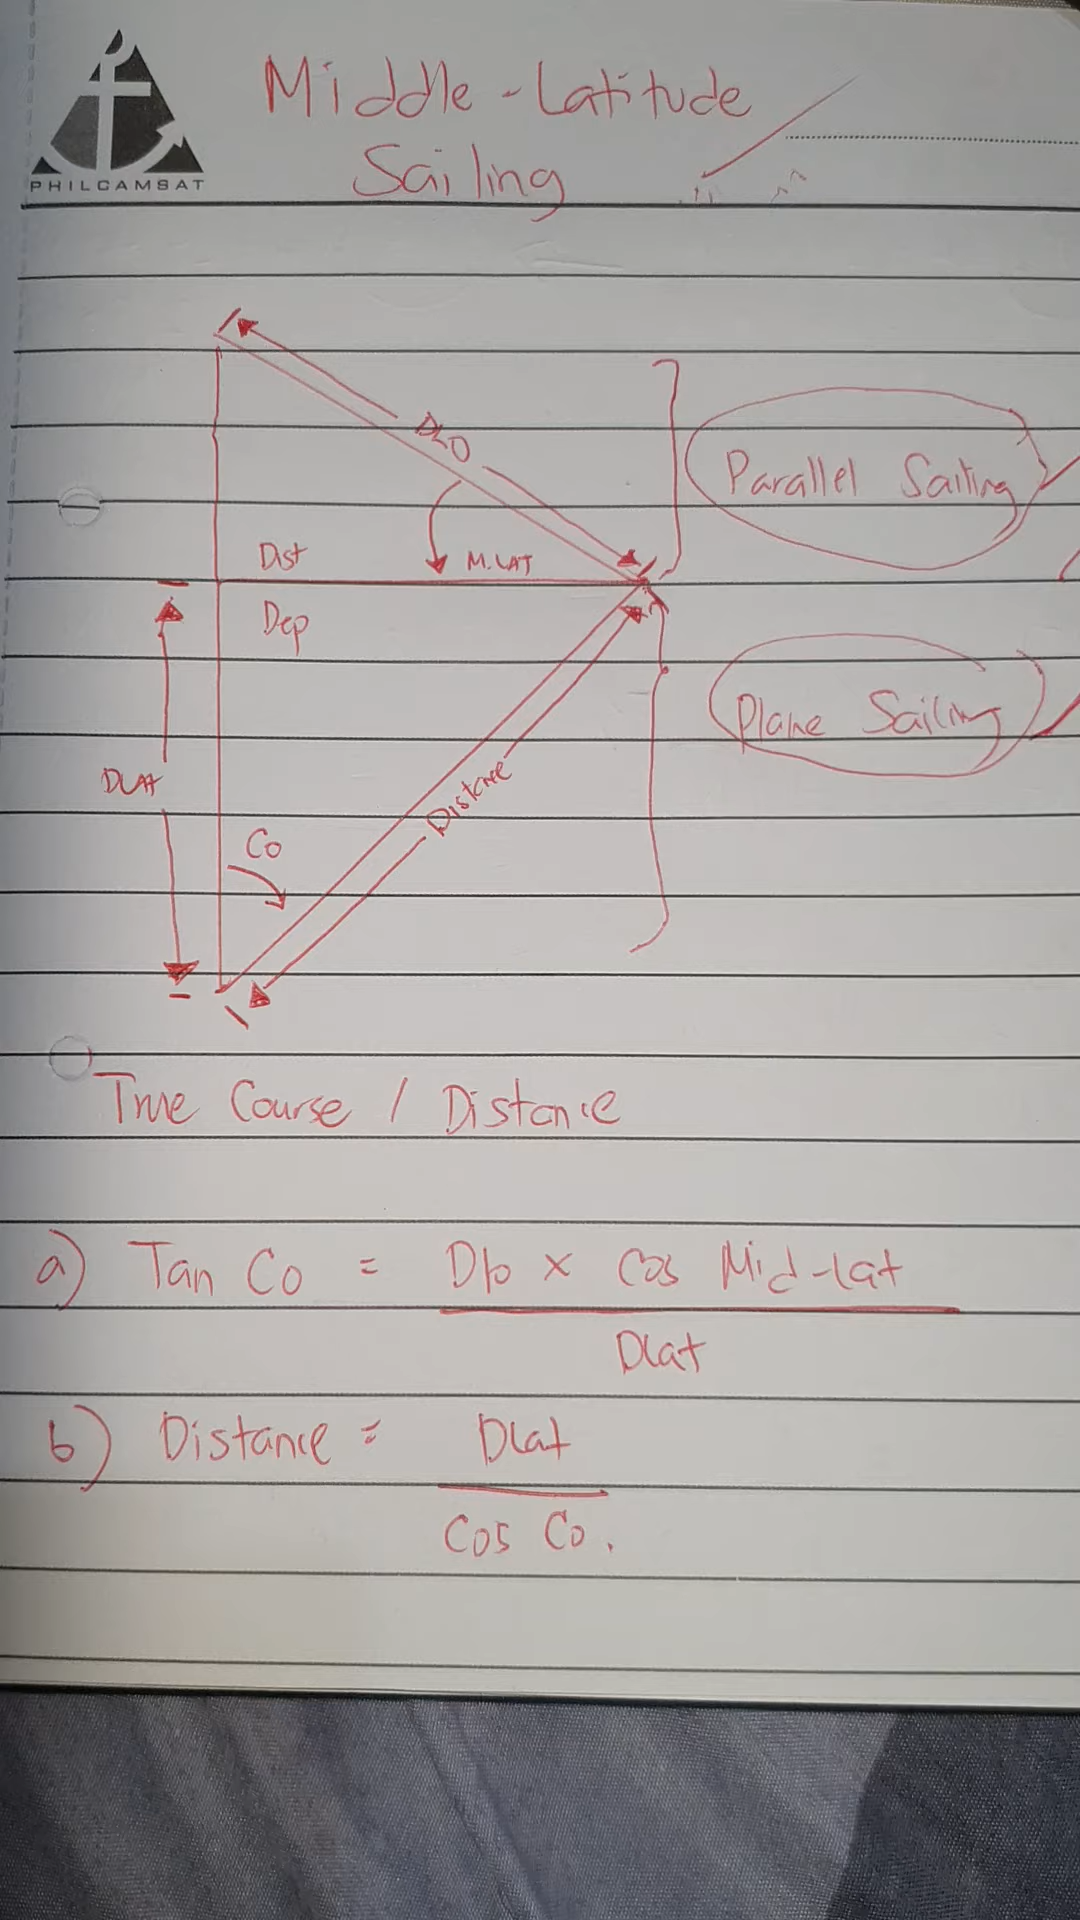 Middle-Latitude
Sailing
PHILCAMSAT
DLO
Parallel Sailing
Dist
M.LAT
Dep
Plane Sailing
DLAT
Distance
Co
True Course / Distance
a) Tan Co = Dlo x Cos Mid-lat
Dlat
b) Distance = Dlat
Cos Co.